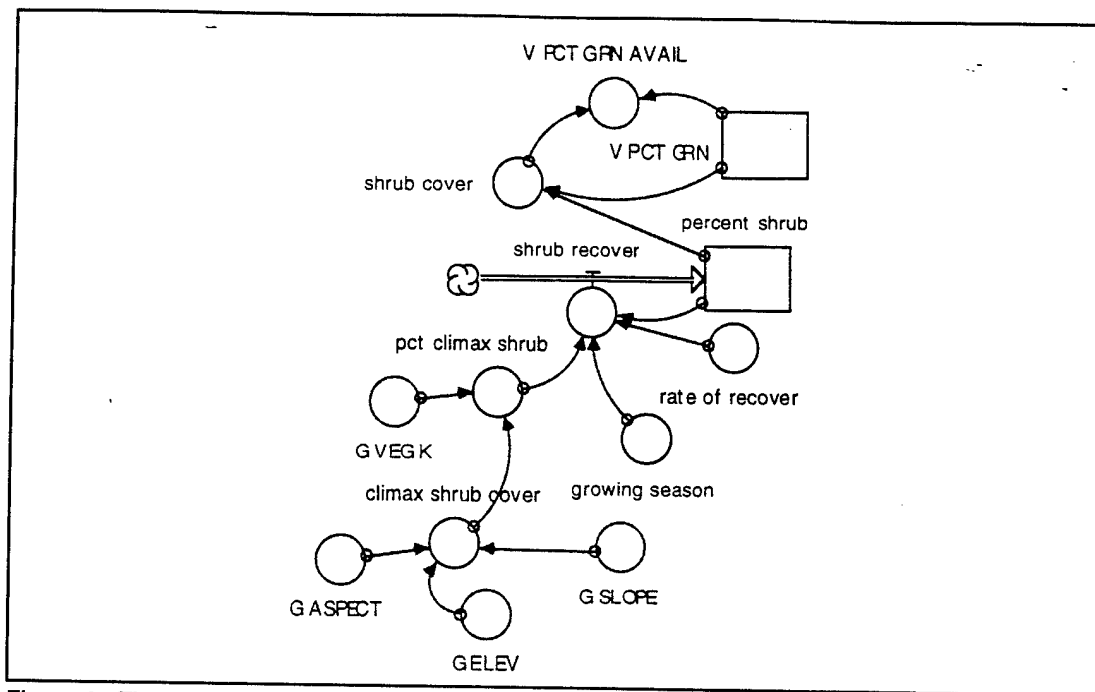 V PCT GRN AVAIL
V PCT GRN
shrub cover
percent shrub
shrub recover
pct climax shrub
rate of recover
G VEG K
climax shrub cover
growing season
G ASPECT
G SLOPE
G ELEV